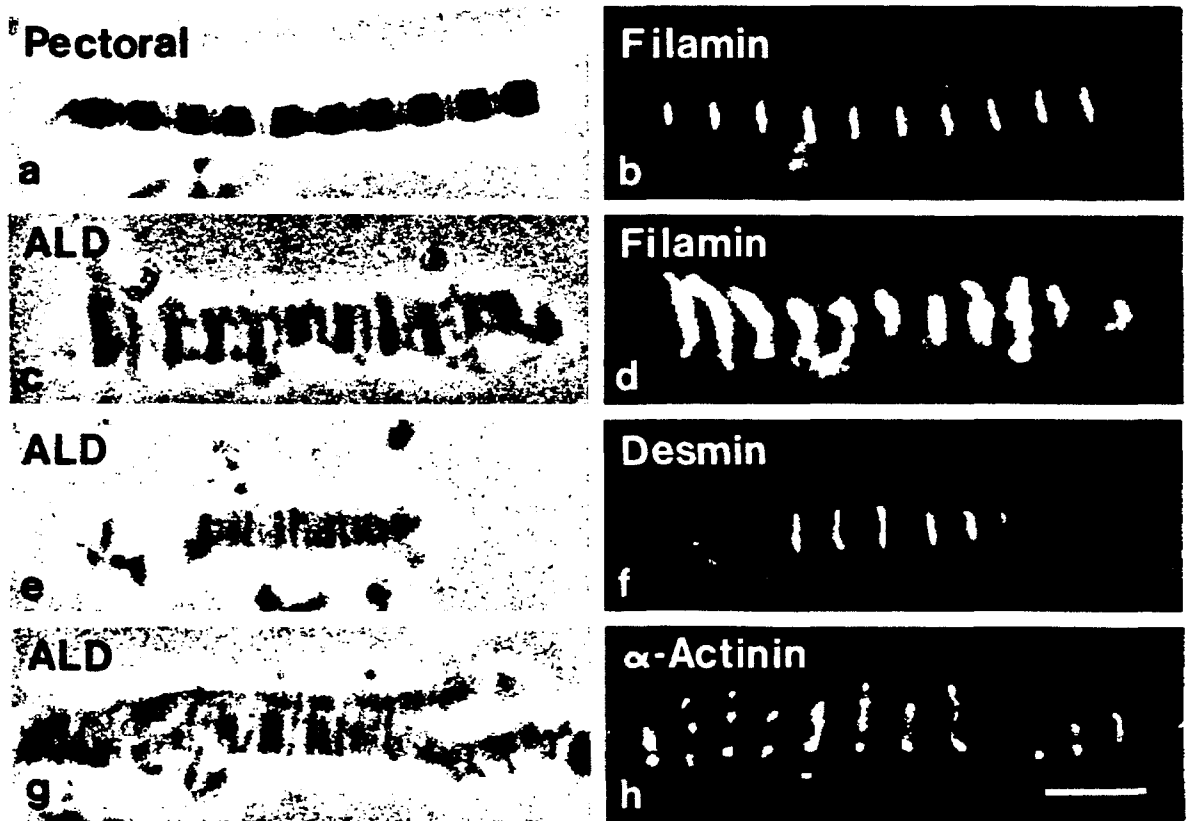 Pectoral
a
Filamin
b
ALD
c
Filamin
d
ALD
e
Desmin
f
ALD
g
α-Actinin
h